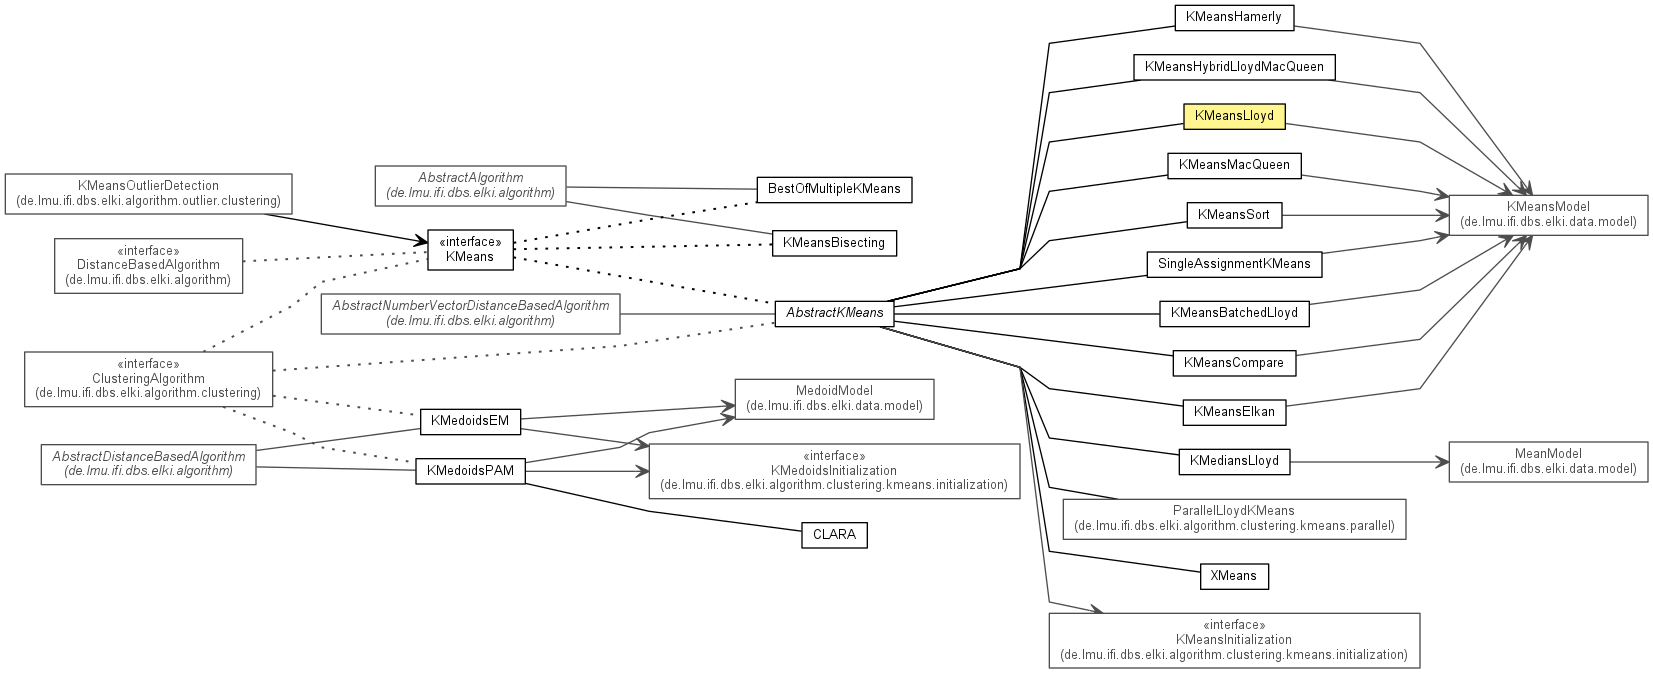 KMeansHamerly
KMeansHybridLloydMacQueen
KMeansLloyd
KMeansMacQueen
KMeansSort
SingleAssignmentKMeans
KMeansBatchedLloyd
KMeansCompare
KMeansElkan
KMediansLloyd
ParallelLloydKMeans
(de.lmu.ifi.dbs.elki.algorithm.clustering.kmeans.parallel)
XMeans
«interface»
KMeansInitialization
(de.lmu.ifi.dbs.elki.algorithm.clustering.kmeans.initialization)
KMeansModel
(de.lmu.ifi.dbs.elki.data.model)
MeanModel
(de.lmu.ifi.dbs.elki.data.model)
KMeansOutlierDetection
(de.lmu.ifi.dbs.elki.algorithm.outlier.clustering)
«interface»
DistanceBasedAlgorithm
(de.lmu.ifi.dbs.elki.algorithm)
«interface»
ClusteringAlgorithm
(de.lmu.ifi.dbs.elki.algorithm.clustering)
AbstractDistanceBasedAlgorithm
(de.lmu.ifi.dbs.elki.algorithm)
AbstractAlgorithm
(de.lmu.ifi.dbs.elki.algorithm)
«interface»
KMeans
AbstractNumberVectorDistanceBasedAlgorithm
(de.lmu.ifi.dbs.elki.algorithm)
KMedoidsEM
KMedoidsPAM
BestOfMultipleKMeans
KMeansBisecting
AbstractKMeans
MedoidModel
(de.lmu.ifi.dbs.elki.data.model)
«interface»
KMedoidsInitialization
(de.lmu.ifi.dbs.elki.algorithm.clustering.kmeans.initialization)
CLARA